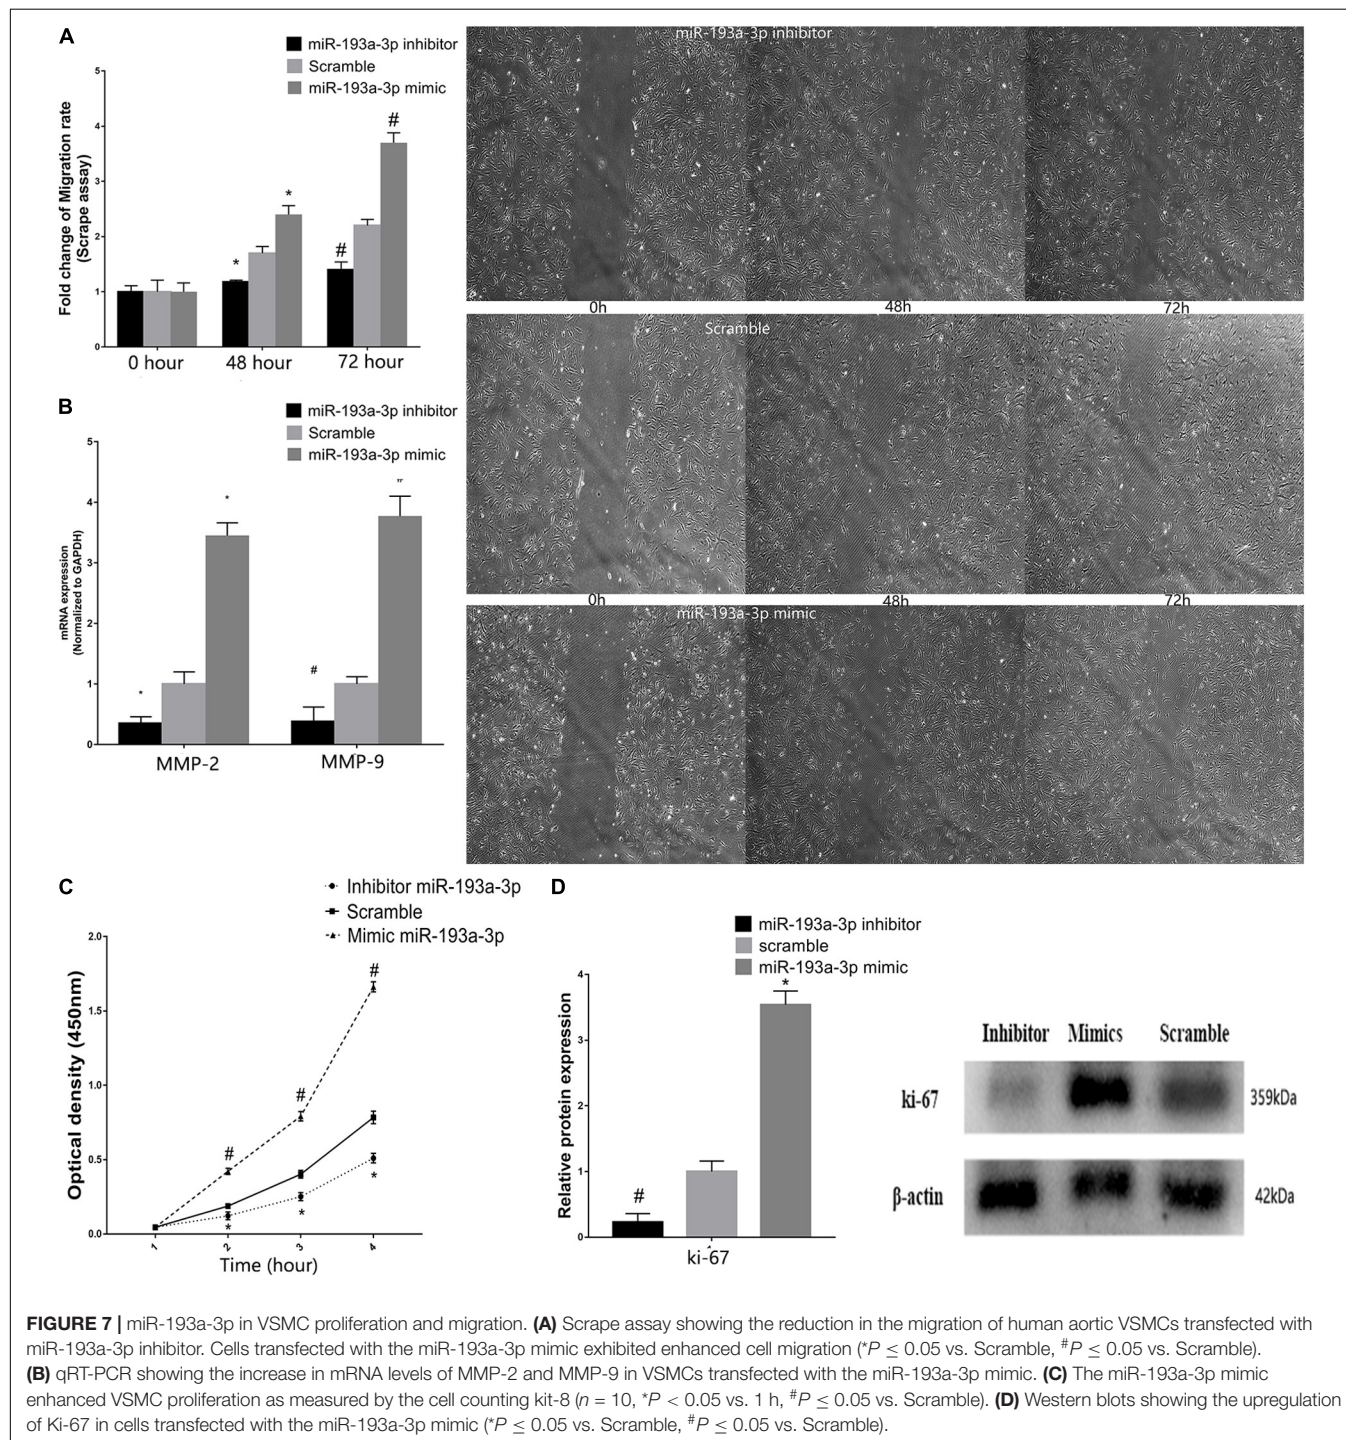 A
miR-193a-3p inhibitor
Scramble
miR-193a-3p mimic
Fold change of Migration rate
(Scrape assay)
5
4
3
2
1
0
*
*
#
#
0 hour
48 hour
72 hour
miR-193a-3p inhibitor
0h
48h
72h
Scramble
0h
48h
72h
miR-193a-3p mimic
B
miR-193a-3p inhibitor
Scramble
miR-193a-3p mimic
mRNA expression
(Normalized to GAPDH)
5
4
3
2
1
0
*
*
#
MMP-2
MMP-9
C
Inhibitor miR-193a-3p
Scramble
Mimic miR-193a-3p
Optical density (450nm)
2.0
1.5
1.0
0.5
0.0
#
#
#
*
*
*
1
2
3
4
Time (hour)
D
miR-193a-3p inhibitor
scramble
miR-193a-3p mimic
Relative protein expression
4
3
2
1
0
#
*
ki-67
Inhibitor Mimics Scramble
ki-67
359kDa
β-actin
42kDa
FIGURE 7 | miR-193a-3p in VSMC proliferation and migration. (A) Scrape assay showing the reduction in the migration of human aortic VSMCs transfected with
miR-193a-3p inhibitor. Cells transfected with the miR-193a-3p mimic exhibited enhanced cell migration (*P ≤ 0.05 vs. Scramble, #P ≤ 0.05 vs. Scramble).
(B) qRT-PCR showing the increase in mRNA levels of MMP-2 and MMP-9 in VSMCs transfected with the miR-193a-3p mimic. (C) The miR-193a-3p mimic
enhanced VSMC proliferation as measured by the cell counting kit-8 (n = 10, *P < 0.05 vs. 1 h, #P ≤ 0.05 vs. Scramble). (D) Western blots showing the upregulation
of Ki-67 in cells transfected with the miR-193a-3p mimic (*P ≤ 0.05 vs. Scramble, #P ≤ 0.05 vs. Scramble).